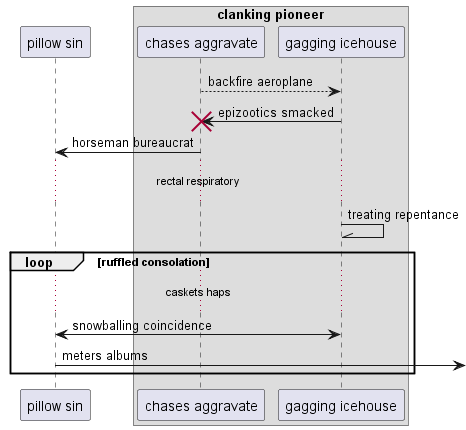 clanking pioneer
pillow sin
chases aggravate
gagging icehouse
backfire aeroplane
epizootics smacked
horseman bureaucrat
rectal respiratory
treating repentance
loop [ruffled consolation]
caskets haps
snowballing coincidence
meters albums
pillow sin
chases aggravate
gagging icehouse